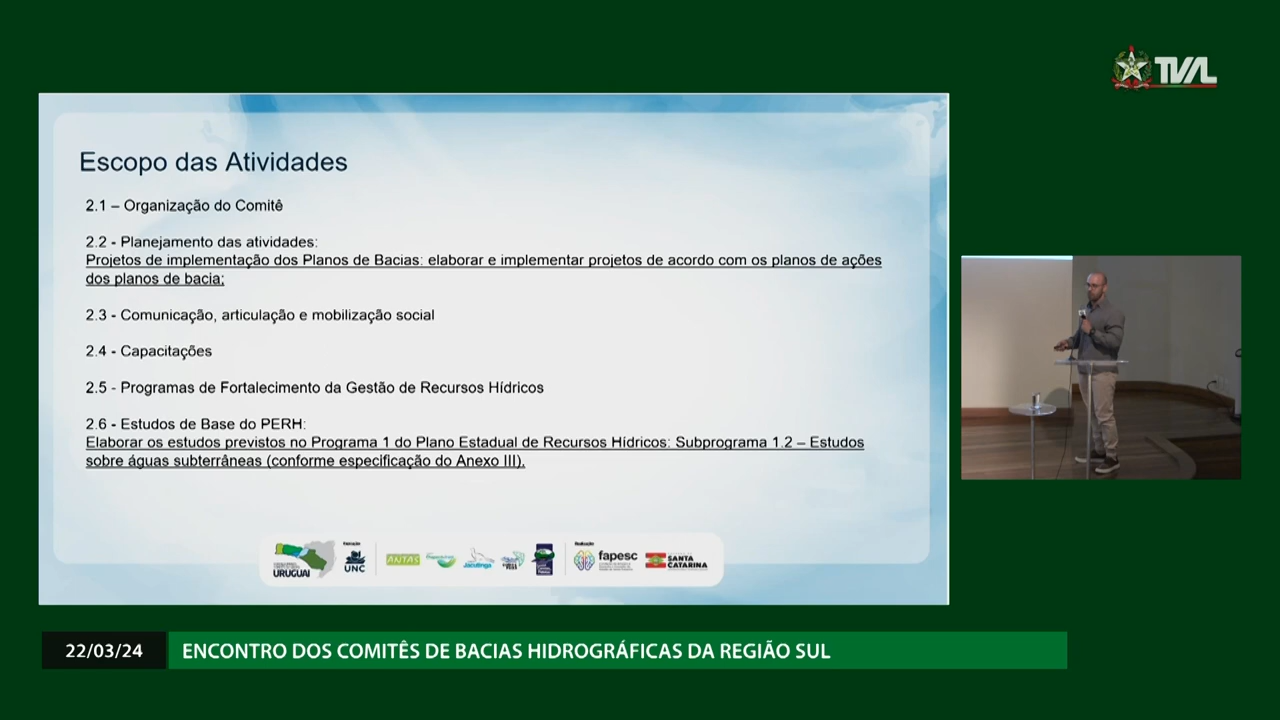 TVAL
Escopo das Atividades
2.1 – Organização do Comitê
2.2 - Planejamento das atividades:
Projetos de implementação dos Planos de Bacias: elaborar e implementar projetos de acordo com os planos de ações
dos planos de bacia;
2.3 - Comunicação, articulação e mobilização social
2.4 - Capacitações
2.5 - Programas de Fortalecimento da Gestão de Recursos Hídricos
2.6 - Estudos de Base do PERH:
Elaborar os estudos previstos no Programa 1 do Plano Estadual de Recursos Hídricos: Subprograma 1.2 – Estudos
sobre águas subterrâneas (conforme especificação do Anexo III).
URUGUAI
UNC
ANTAS
Jacutinga
fapesc
SANTA
CATARINA
22/03/24
ENCONTRO DOS COMITÊS DE BACIAS HIDROGRÁFICAS DA REGIÃO SUL